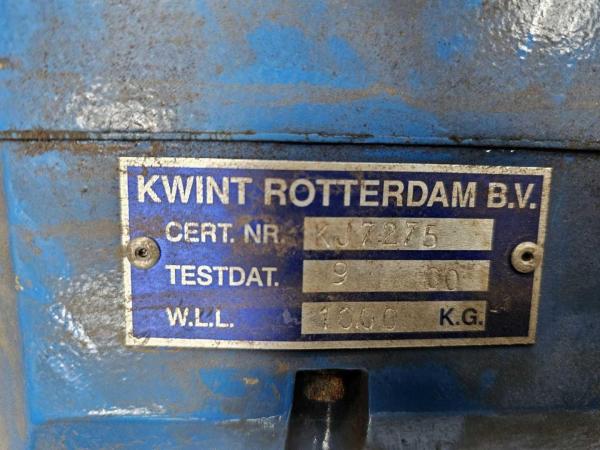 KWINT ROTTERDAM B.V.
CERT. NR. KJ7275
TESTDAT. 9 00
W.L.L. 1000 K.G.